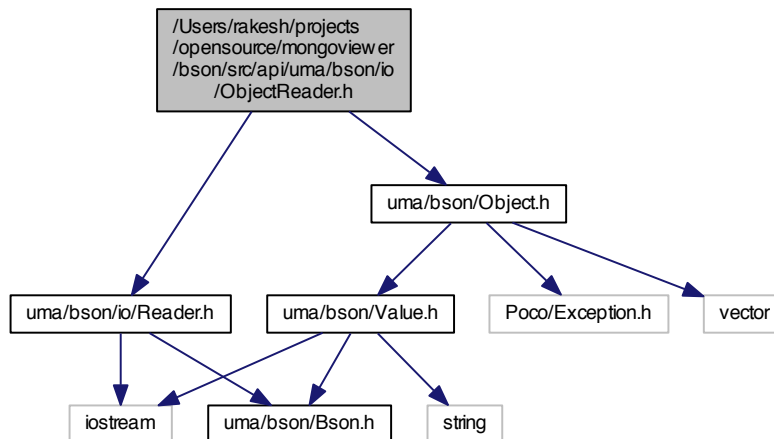 /Users/rakesh/projects
/opensource/mongoviewer
/bson/src/api/uma/bson/io
/ObjectReader.h
uma/bson/Object.h
uma/bson/io/Reader.h
uma/bson/Value.h
Poco/Exception.h
vector
iostream
uma/bson/Bson.h
string